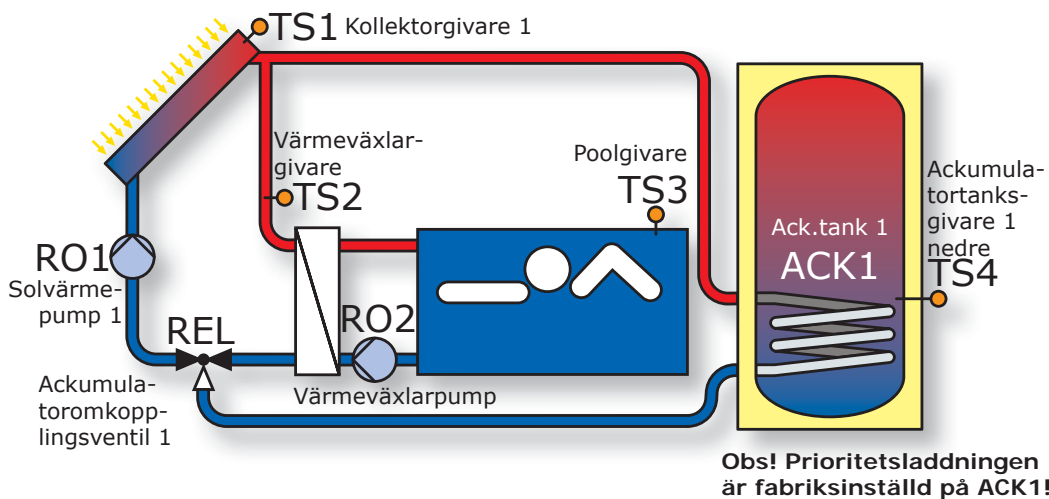 TS1 Kollektorgivare 1
Värmeväxlar-
givare
TS2
Poolgivare
TS3
Ackumula-
tortanks-
givare 1
nedre
TS4
Ack.tank 1
ACK1
RO1
Solvärme-
pump 1
REL
RO2
Ackumula-
toromkopp-
lingsventil 1
Värmeväxlarpump
Obs! Prioritetsladdningen
är fabriksinställd på ACK1!